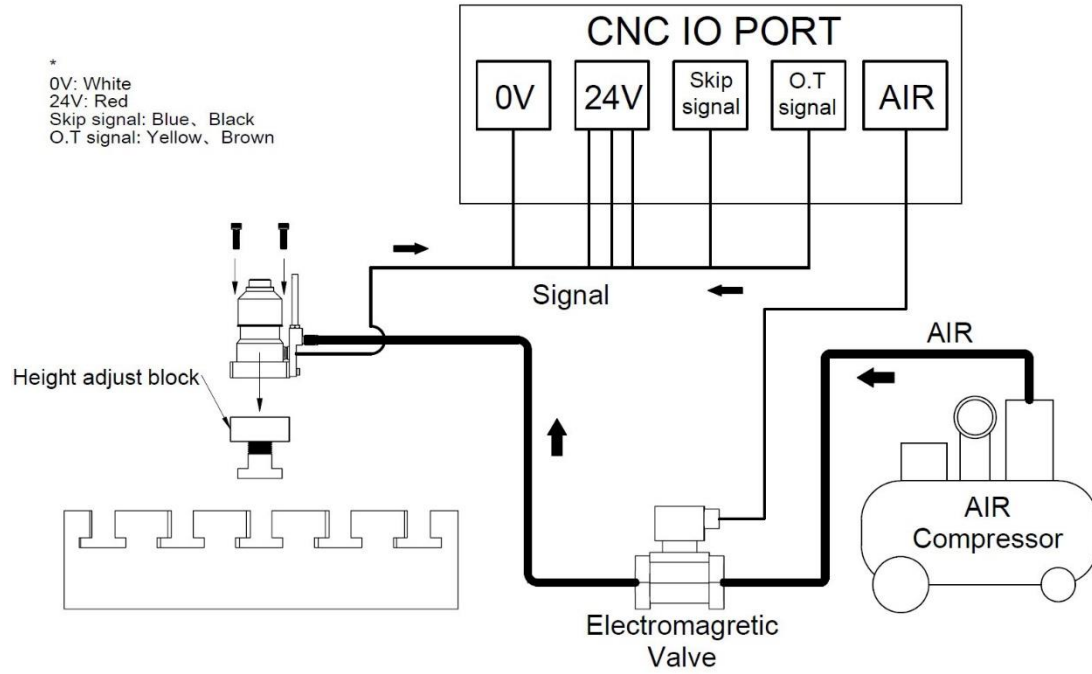 CNC IO PORT
0V
24V
Skip
signal
O.T
signal
AIR
*
0V: White
24V: Red
Skip signal: Blue、Black
O.T signal: Yellow、Brown
Signal
AIR
Height adjust block
AIR
Compressor
Electromagretic
Valve